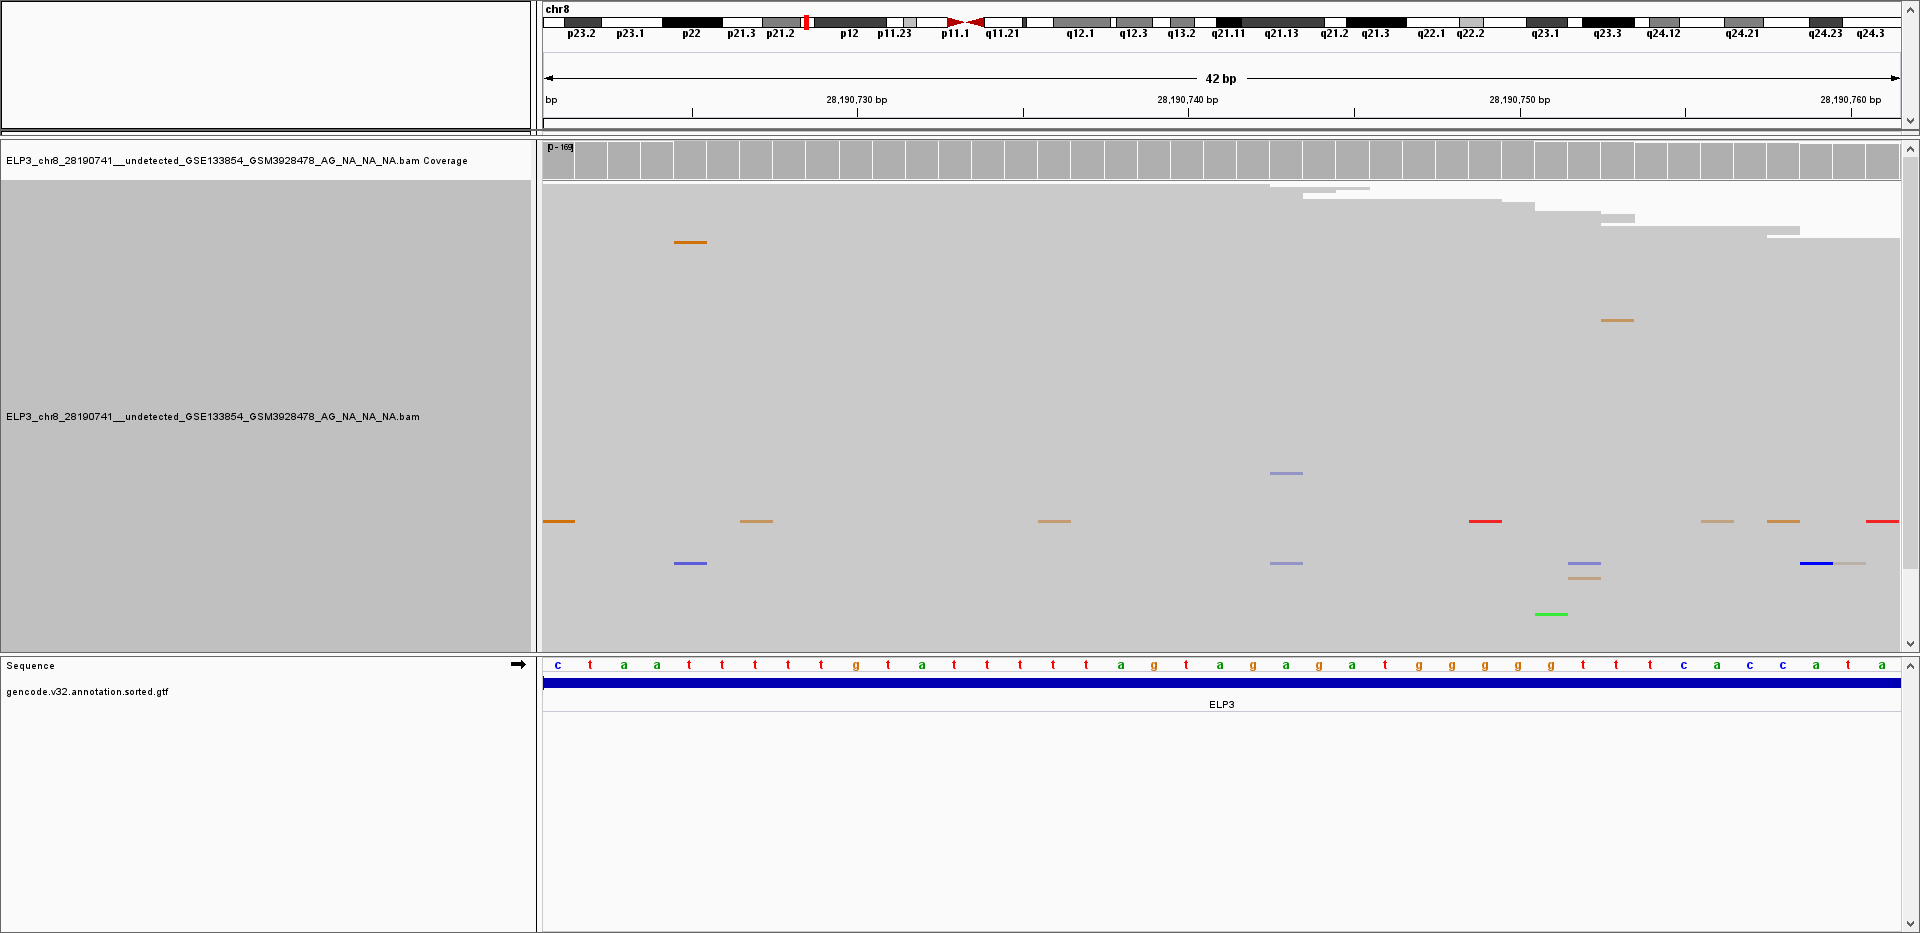 chr8
p23.2 p23.1 p22 p21.3 p21.2 p12 p11.23 p11.1 q11.21 q12.1 q12.3 q13.2 q21.11 q21.13 q21.2 q21.3 q22.1 q22.2 q23.1 q23.3 q24.12 q24.21 q24.23 q24.3
42 bp
bp 28,190,730 bp 28,190,740 bp 28,190,750 bp 28,190,760 bp
[0 - 169]
ELP3_chr8_28190741__undetected_GSE133854_GSM3928478_AG_NA_NA_NA.bam Coverage
ELP3_chr8_28190741__undetected_GSE133854_GSM3928478_AG_NA_NA_NA.bam
Sequence c t a a t t t t t g t a t t t t t a g t a g a g a t g g g g g t t t c a c c a t a
gencode.v32.annotation.sorted.gtf
ELP3